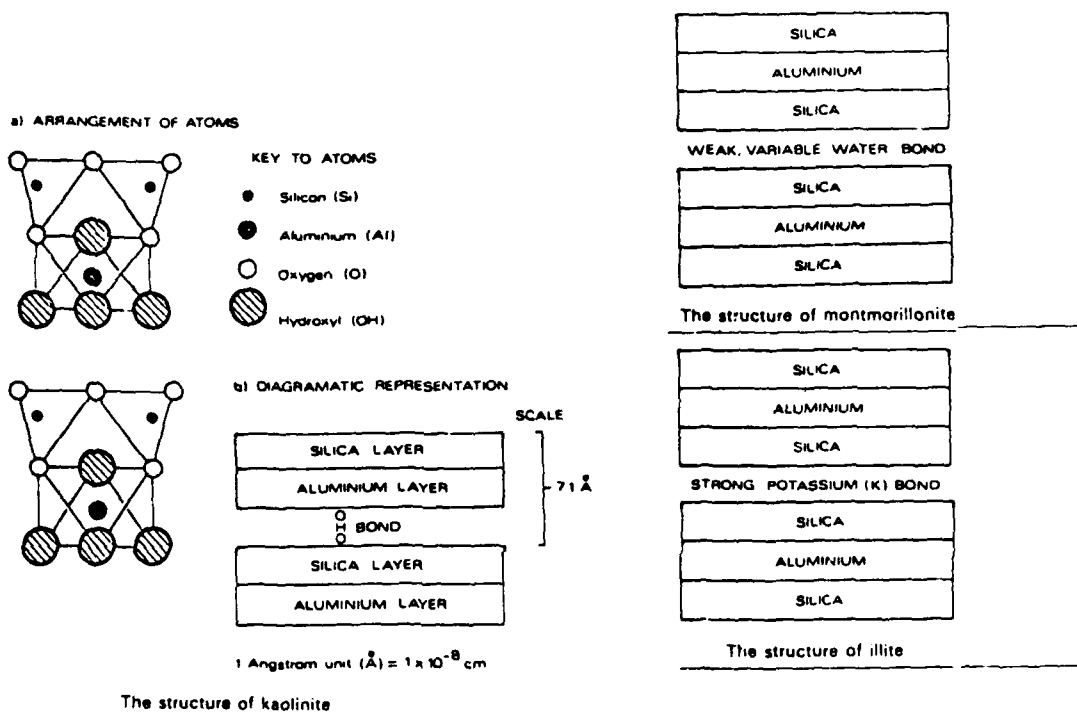 a) ARRANGEMENT OF ATOMS
KEY TO ATOMS
Silicon (Si)
Aluminium (Al)
Oxygen (O)
Hydroxyl (OH)
b) DIAGRAMATIC REPRESENTATION
SCALE
SILICA LAYER
ALUMINIUM LAYER
OHO BOND
7.1 Å
SILICA LAYER
ALUMINIUM LAYER
1 Angstrom unit (Å) = 1 x 10⁻⁸ cm
The structure of kaolinite
SILICA
ALUMINIUM
SILICA
WEAK, VARIABLE WATER BOND
SILICA
ALUMINIUM
SILICA
The structure of montmorillonite
SILICA
ALUMINIUM
SILICA
STRONG POTASSIUM (K) BOND
SILICA
ALUMINIUM
SILICA
The structure of illite